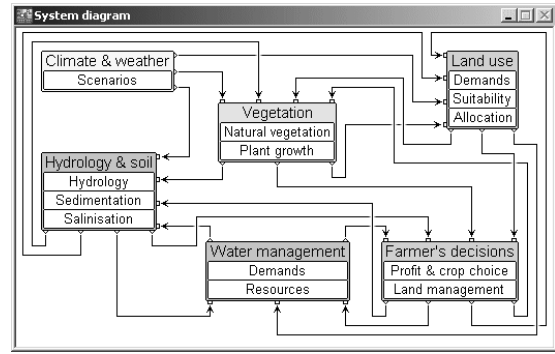 System diagram
Climate & weather
Scenarios
Land use
Demands
Suitability
Allocation
Vegetation
Natural vegetation
Plant growth
Hydrology & soil
Hydrology
Sedimentation
Salinisation
Water management
Demands
Resources
Farmer's decisions
Profit & crop choice
Land management